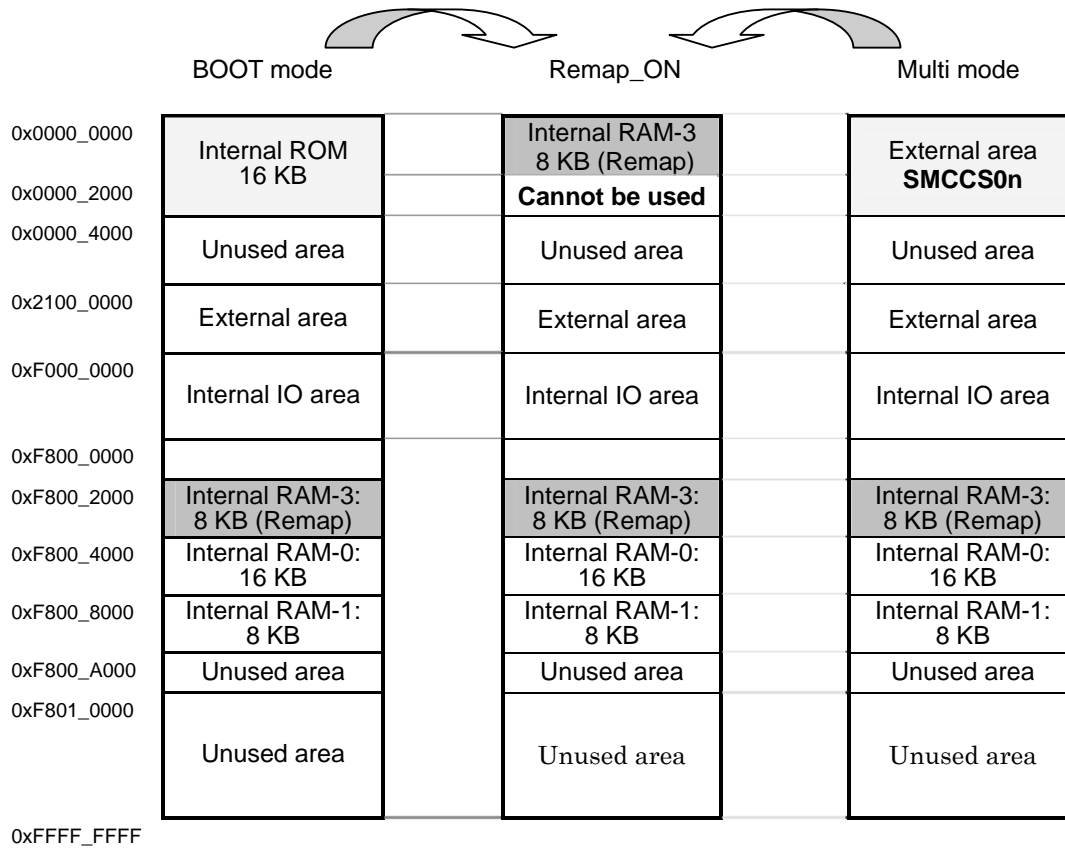 BOOT mode Remap_ON Multi mode
0x0000_0000 Internal ROM 16 KB Internal RAM-3 8 KB (Remap) External area SMCCS0n
0x0000_2000 Cannot be used
0x0000_4000 Unused area Unused area Unused area
0x2100_0000 External area External area External area
0xF000_0000 Internal IO area Internal IO area Internal IO area
0xF800_0000
0xF800_2000 Internal RAM-3: 8 KB (Remap) Internal RAM-3: 8 KB (Remap) Internal RAM-3: 8 KB (Remap)
0xF800_4000 Internal RAM-0: 16 KB Internal RAM-0: 16 KB Internal RAM-0: 16 KB
0xF800_8000 Internal RAM-1: 8 KB Internal RAM-1: 8 KB Internal RAM-1: 8 KB
0xF800_A000 Unused area Unused area Unused area
0xF801_0000 Unused area Unused area Unused area
0xFFFF_FFFF